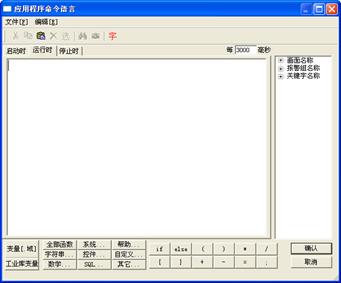 应用程序命令语言
文件[F] 编辑[E]
字
启动时 运行时 停止时 每 3000 毫秒
画面名称
报警组名称
关键字名称
变量[.域] 全部函数 系统... 帮助... if else ( ) * /
字符串... 控件... 自定义... 确认
工业库变量 数学... SQL... 其它... [ ] + - = ; 取消